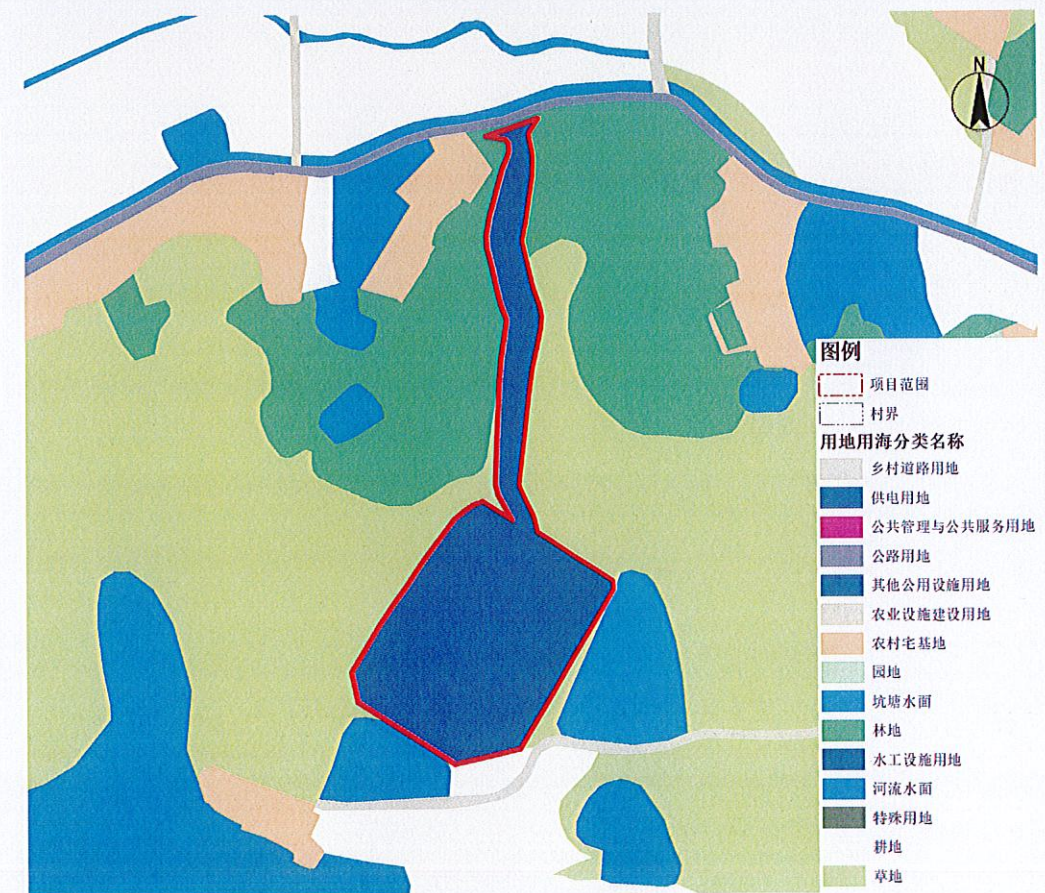 N
图例
项目范围
村界
用地用海分类名称
乡村道路用地
供电用地
公共管理与公共服务用地
公路用地
其他公用设施用地
农业设施建设用地
农村宅基地
园地
坑塘水面
林地
水工设施用地
河流水面
特殊用地
耕地
草地